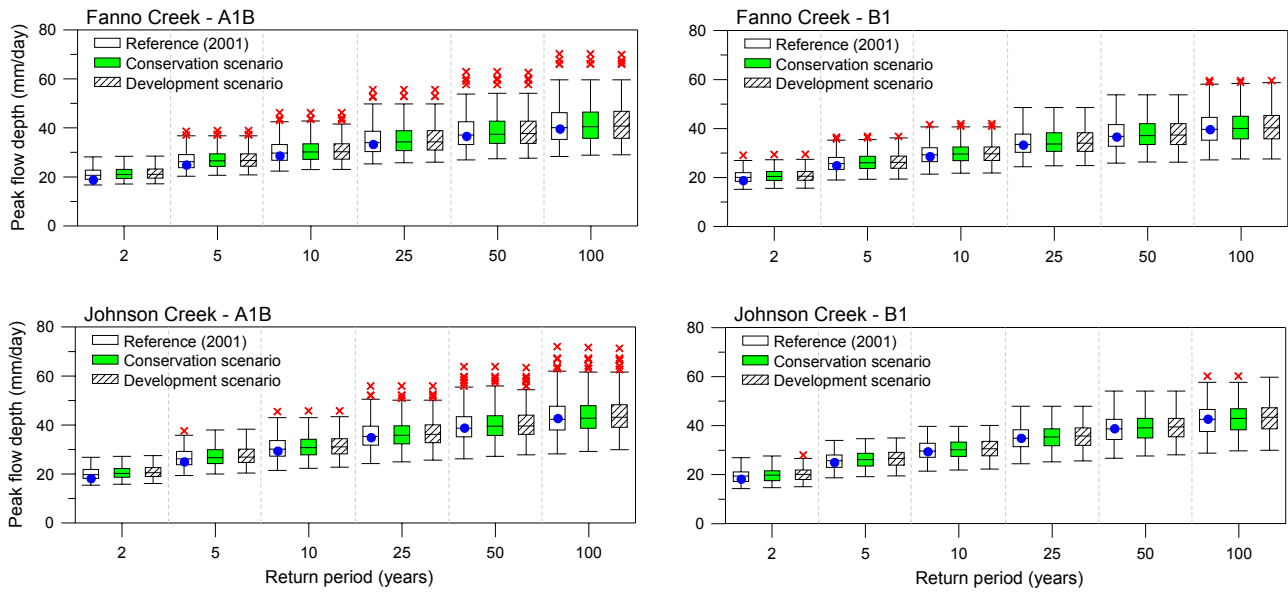 Fanno Creek - A1B
Peak flow depth (mm/day)
80
60
40
20
0
Reference (2001)
Conservation scenario
Development scenario
2 5 10 25 50 100
Fanno Creek - B1
80
60
40
20
0
Reference (2001)
Conservation scenario
Development scenario
2 5 10 25 50 100
Johnson Creek - A1B
Peak flow depth (mm/day)
80
60
40
20
0
Reference (2001)
Conservation scenario
Development scenario
2 5 10 25 50 100
Return period (years)
Johnson Creek - B1
80
60
40
20
0
Reference (2001)
Conservation scenario
Development scenario
2 5 10 25 50 100
Return period (years)